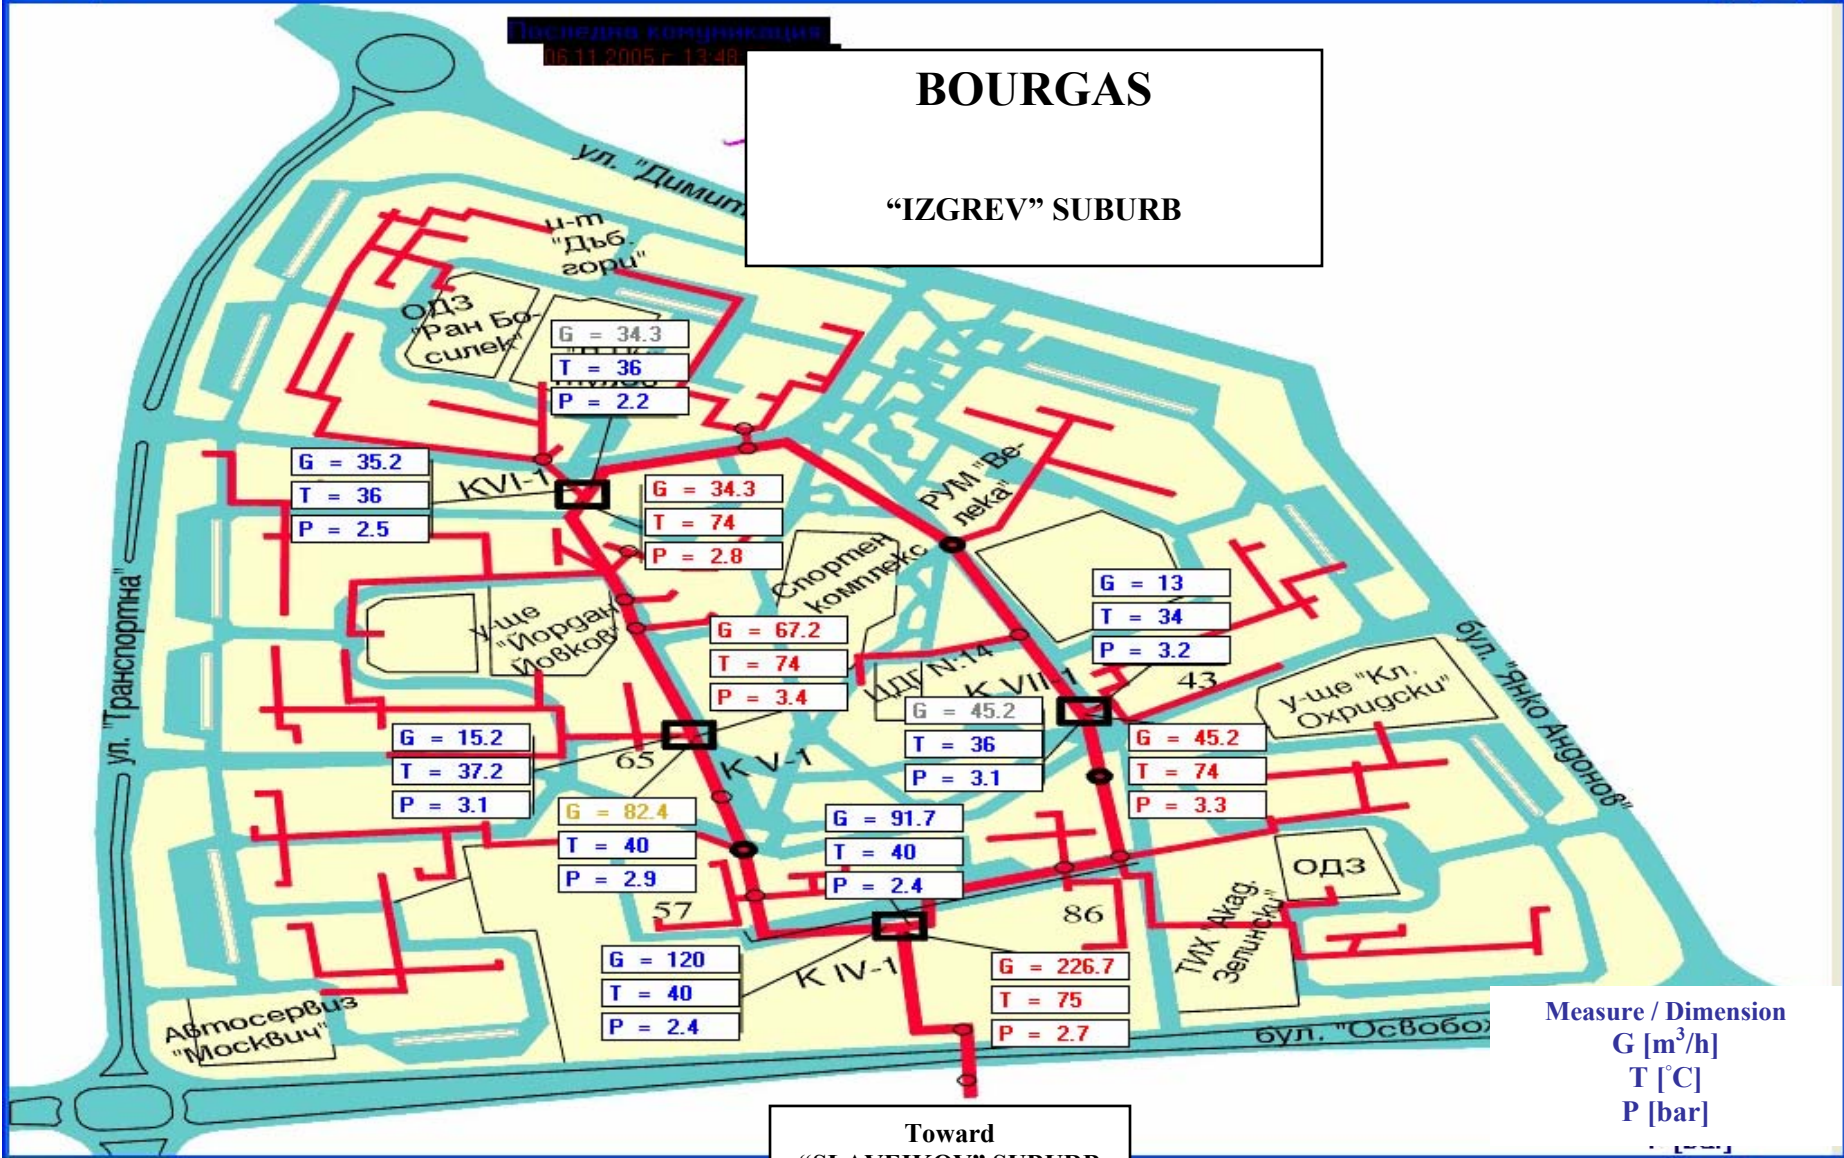 Последна комуникация
06.11.2005 г. 13:48
BOURGAS
“IZGREV” SUBURB
ул. "Димит
и-т
"Дъб.
гори"
ОДЗ
"Ран Бо-
силек"
G = 34.3
T = 36
P = 2.2
G = 35.2
T = 36
P = 2.5
KVI-1
G = 34.3
T = 74
P = 2.8
РУМ "Ве-
лека"
Спортен
комплекс
у-ще
"Йордан
Йовков"
G = 67.2
T = 74
P = 3.4
G = 13
T = 34
P = 3.2
ЦДГ N:14
K VII-1
43
у-ще "Кл.
Охридски"
бул. "Янко Андонов"
ул. "Транспортна"
G = 45.2
T = 36
P = 3.1
G = 45.2
T = 74
P = 3.3
G = 15.2
T = 37.2
P = 3.1
65
K V-1
G = 82.4
T = 40
P = 2.9
G = 91.7
T = 40
P = 2.4
57
86
ОДЗ
ТИХ "Акад.
Зелински"
G = 120
T = 40
P = 2.4
K IV-1
G = 226.7
T = 75
P = 2.7
Автосервиз
"Москвич"
бул. "Освобож
Measure / Dimension
G [m³/h]
T [°C]
P [bar]
Toward
“SLAVEIKOV” SUBURB